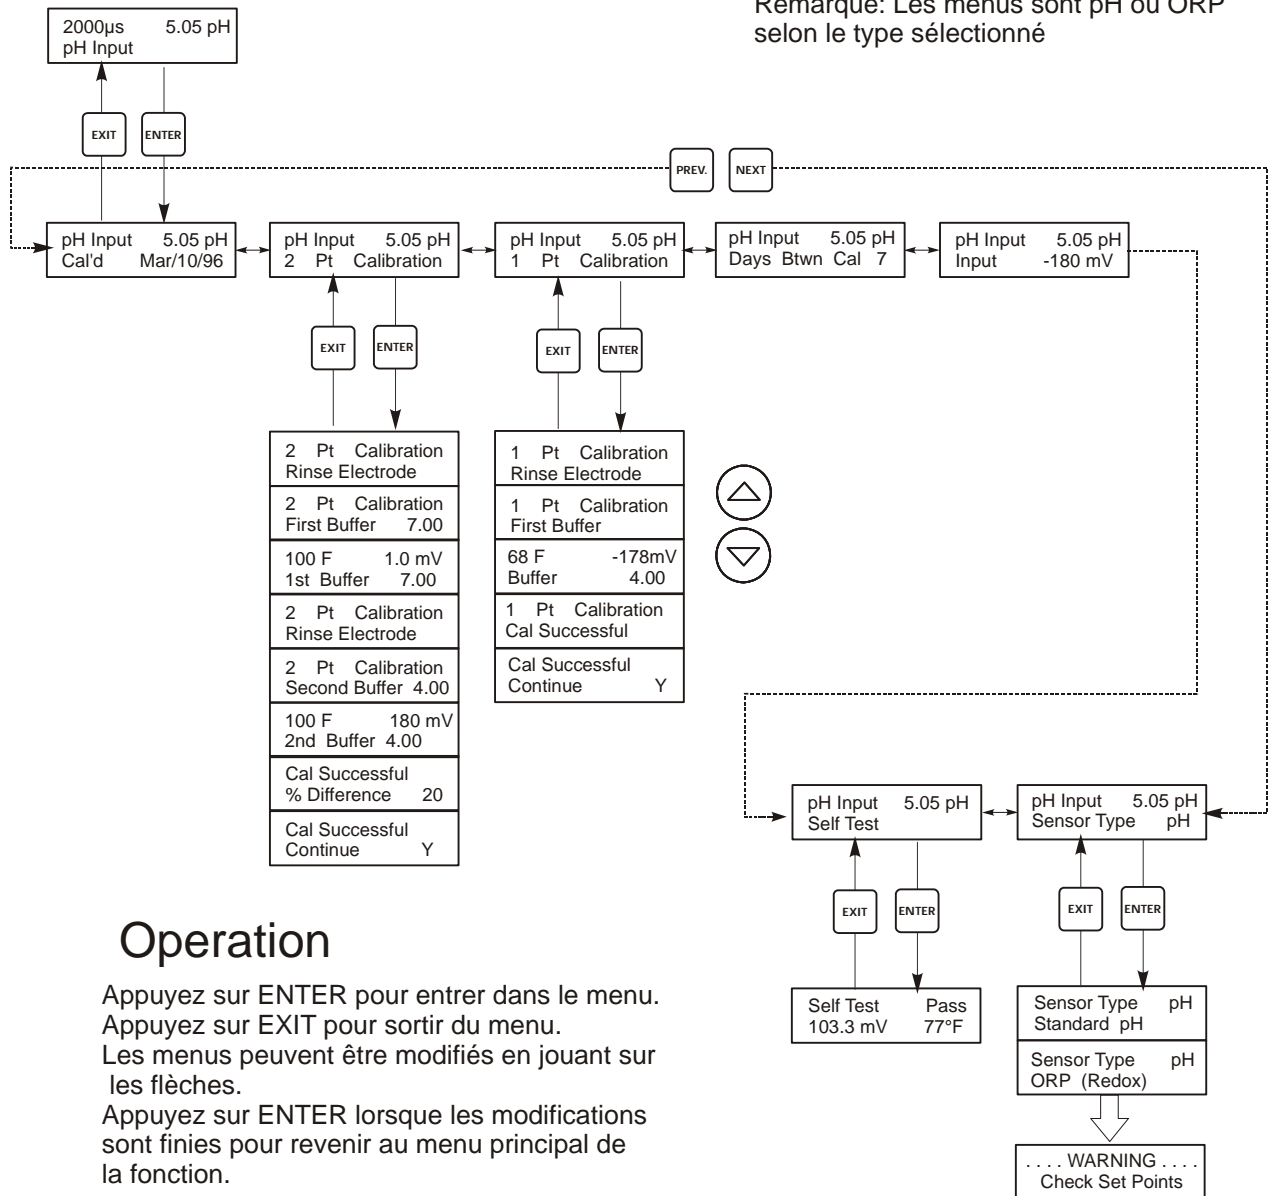 Remarque: Les menus sont pH ou ORP
selon le type sélectionné
2000µs 5.05 pH
pH Input
EXIT
ENTER
PREV.
NEXT
pH Input 5.05 pH
Cal'd Mar/10/96
pH Input 5.05 pH
2 Pt Calibration
pH Input 5.05 pH
1 Pt Calibration
pH Input 5.05 pH
Days Btwn Cal 7
pH Input 5.05 pH
Input -180 mV
EXIT
ENTER
EXIT
ENTER
2 Pt Calibration
Rinse Electrode
2 Pt Calibration
First Buffer 7.00
100 F 1.0 mV
1st Buffer 7.00
2 Pt Calibration
Rinse Electrode
2 Pt Calibration
Second Buffer 4.00
100 F 180 mV
2nd Buffer 4.00
Cal Successful
% Difference 20
Cal Successful
Continue Y
1 Pt Calibration
Rinse Electrode
1 Pt Calibration
First Buffer
68 F -178mV
Buffer 4.00
1 Pt Calibration
Cal Successful
Cal Successful
Continue Y
pH Input 5.05 pH
Self Test
pH Input 5.05 pH
Sensor Type pH
EXIT
ENTER
EXIT
ENTER
Self Test Pass
103.3 mV 77°F
Sensor Type pH
Standard pH
Sensor Type pH
ORP (Redox)
. . . . WARNING . . . .
Check Set Points
Operation
Appuyez sur ENTER pour entrer dans le menu.
Appuyez sur EXIT pour sortir du menu.
Les menus peuvent être modifiés en jouant sur
les flèches.
Appuyez sur ENTER lorsque les modifications
sont finies pour revenir au menu principal de
la fonction.